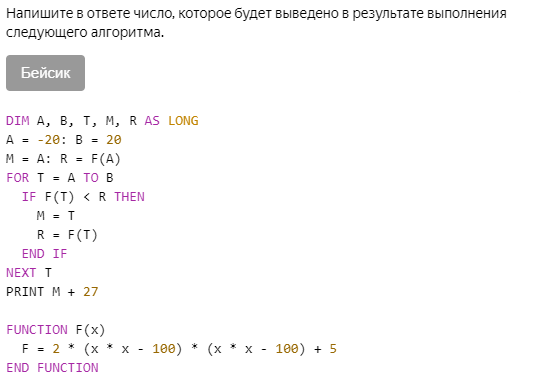 Напишите в ответе число, которое будет выведено в результате выполнения
следующего алгоритма.
Бейсик
DIM A, B, T, M, R AS LONG
A = -20: B = 20
M = A: R = F(A)
FOR T = A TO B
  IF F(T) < R THEN
    M = T
    R = F(T)
  END IF
NEXT T
PRINT M + 27
FUNCTION F(x)
  F = 2 * (x * x - 100) * (x * x - 100) + 5
END FUNCTION